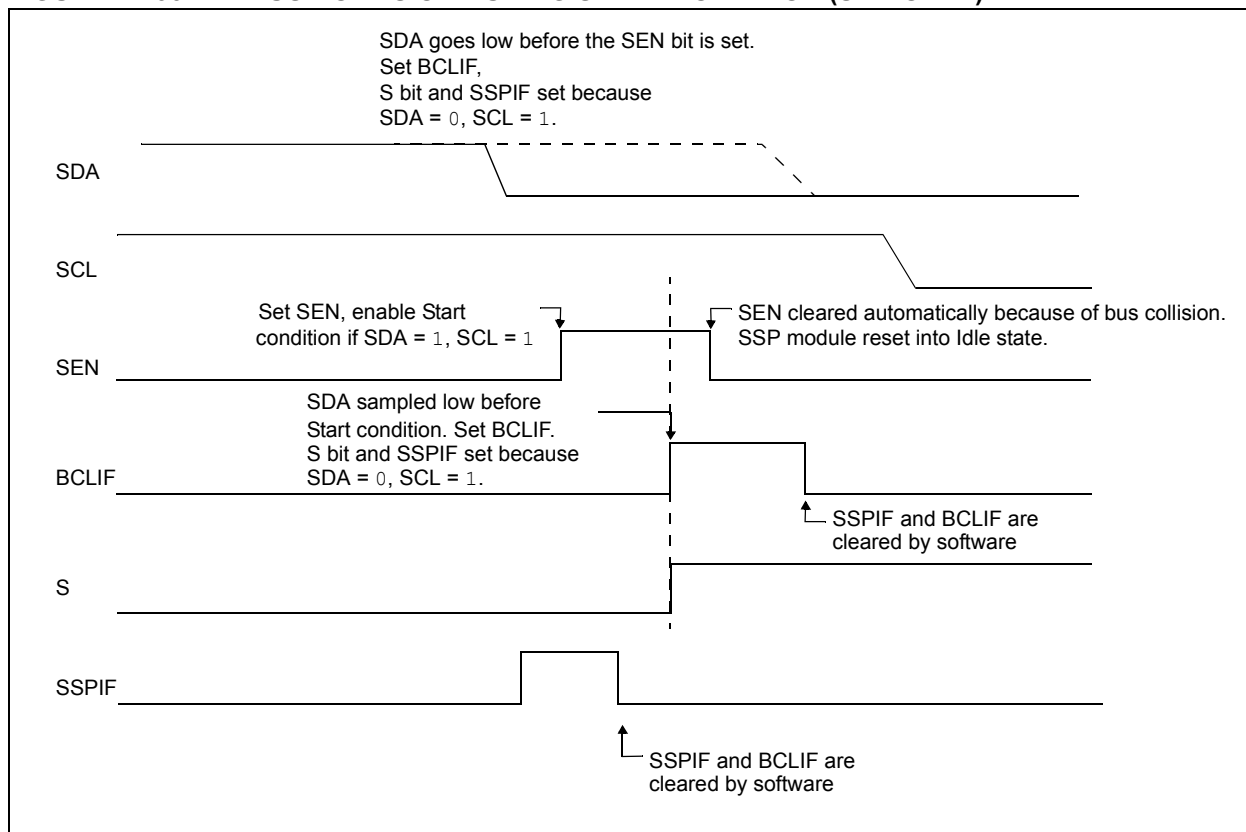 SDA goes low before the SEN bit is set.
Set BCLIF,
S bit and SSPIF set because
SDA = 0, SCL = 1.
SDA
SCL
Set SEN, enable Start
condition if SDA = 1, SCL = 1
SEN cleared automatically because of bus collision.
SSP module reset into Idle state.
SEN
SDA sampled low before
Start condition. Set BCLIF.
S bit and SSPIF set because
SDA = 0, SCL = 1.
BCLIF
SSPIF and BCLIF are
cleared by software
S
SSPIF
SSPIF and BCLIF are
cleared by software